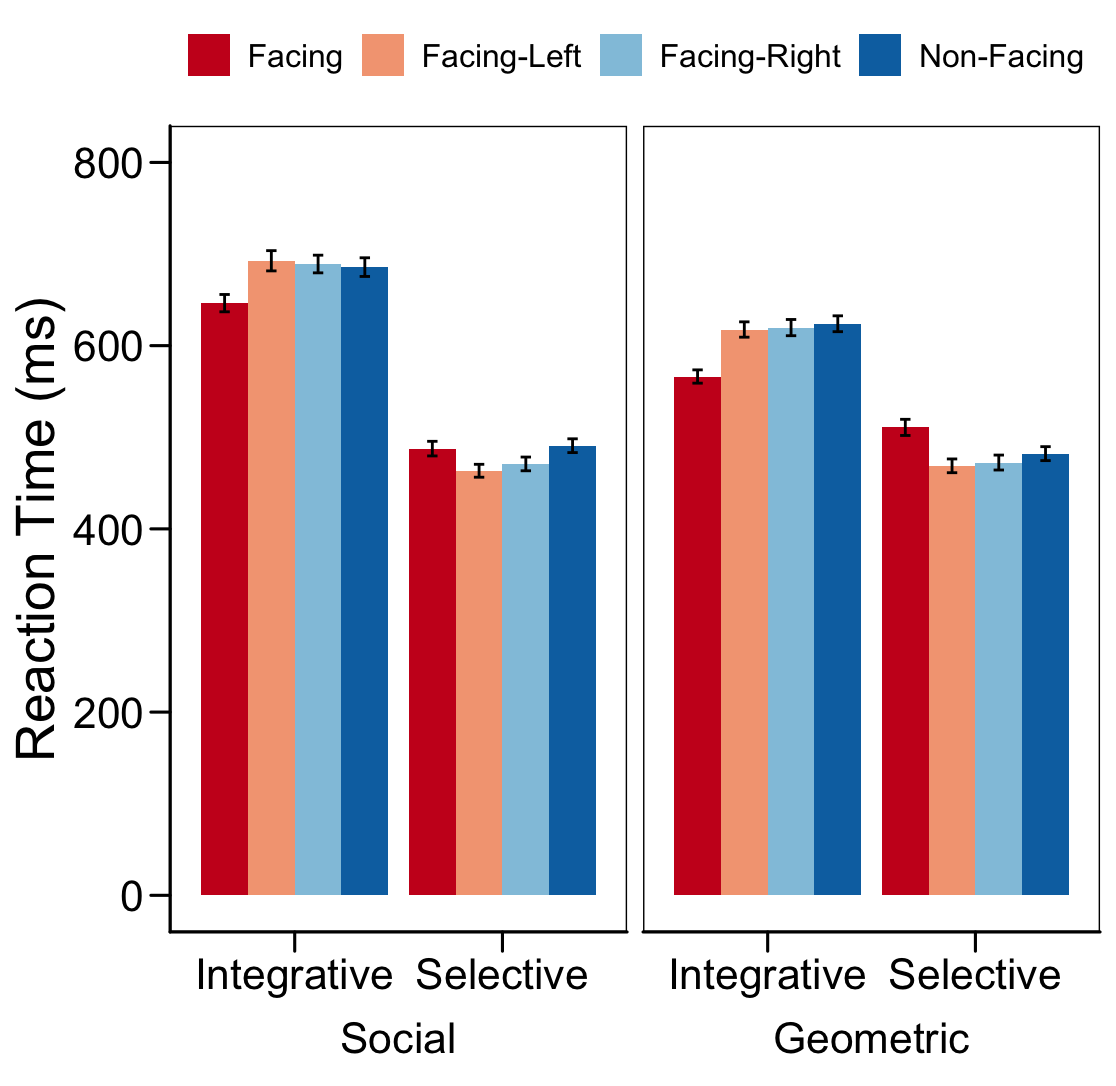 Facing Facing-Left Facing-Right Non-Facing
Reaction Time (ms)
800
600
400
200
0
Integrative Selective Integrative Selective
Social Geometric